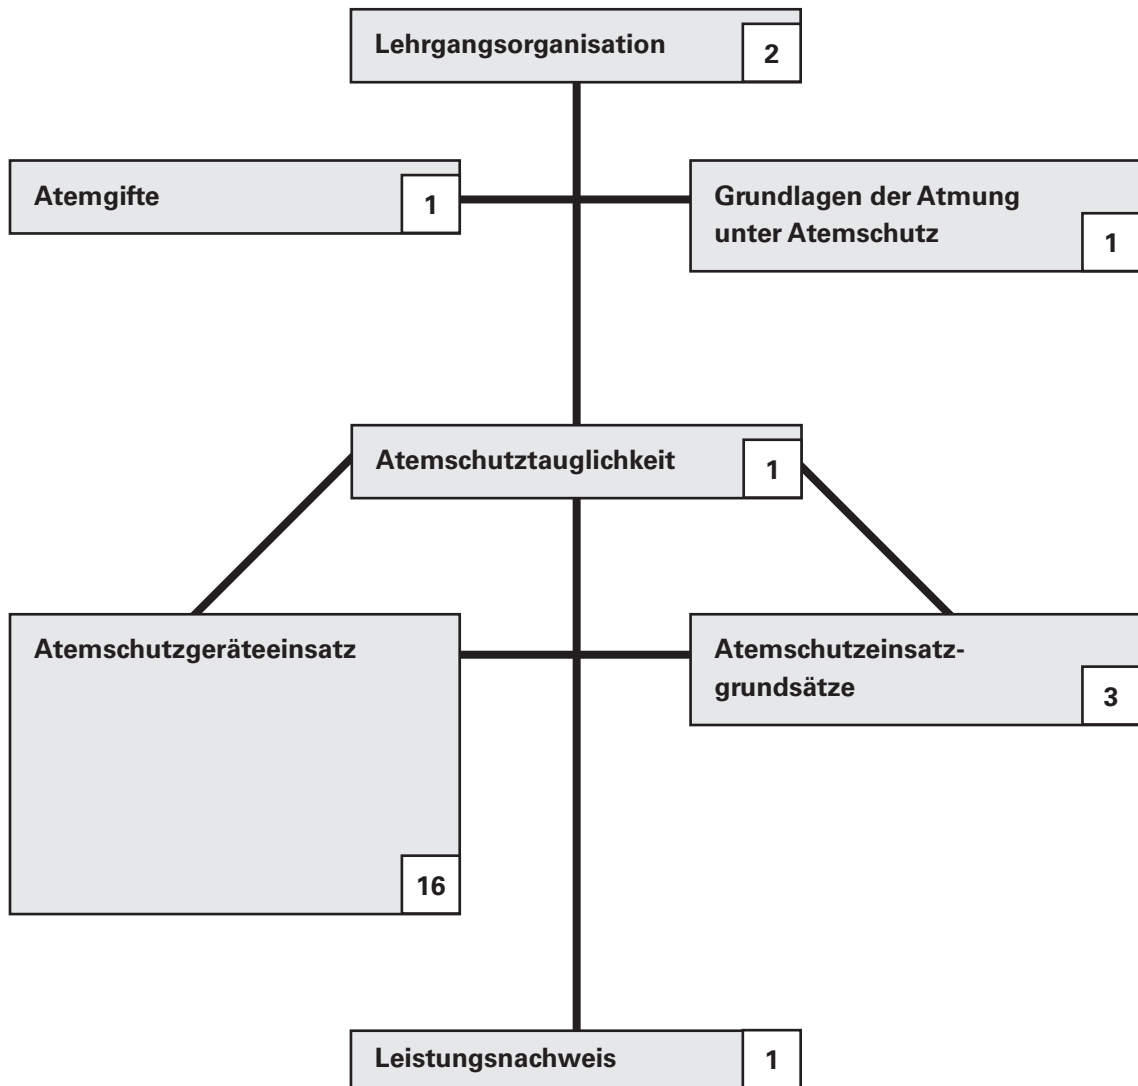 Lehrgangsorganisation
2
Atemgifte
1
Grundlagen der Atmung
unter Atemschutz
1
Atemschutztauglichkeit
1
Atemschutzgeräteeinsatz
16
Atemschutzeinsatz-
grundsätze
3
Leistungsnachweis
1